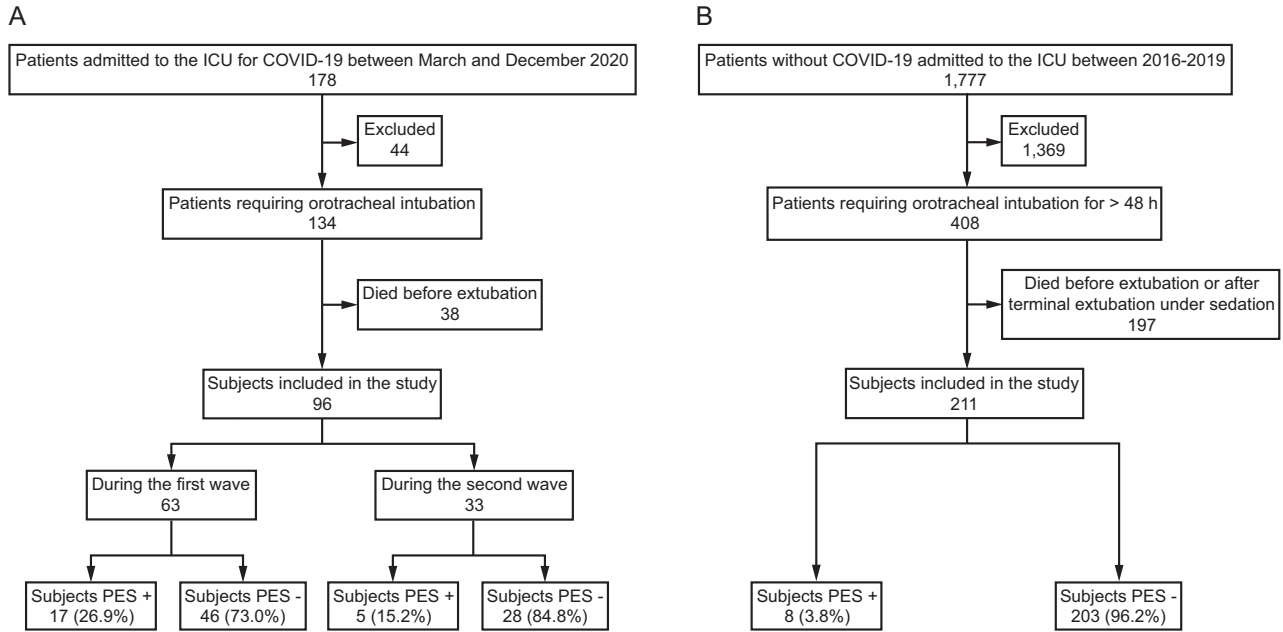 A
Patients admitted to the ICU for COVID-19 between March and December 2020
178
Excluded
44
Patients requiring orotracheal intubation
134
Died before extubation
38
Subjects included in the study
96
During the first wave
63
During the second wave
33
Subjects PES +
17 (26.9%)
Subjects PES -
46 (73.0%)
Subjects PES +
5 (15.2%)
Subjects PES -
28 (84.8%)
B
Patients without COVID-19 admitted to the ICU between 2016-2019
1,777
Excluded
1,369
Patients requiring orotracheal intubation for > 48 h
408
Died before extubation or after
terminal extubation under sedation
197
Subjects included in the study
211
Subjects PES +
8 (3.8%)
Subjects PES -
203 (96.2%)